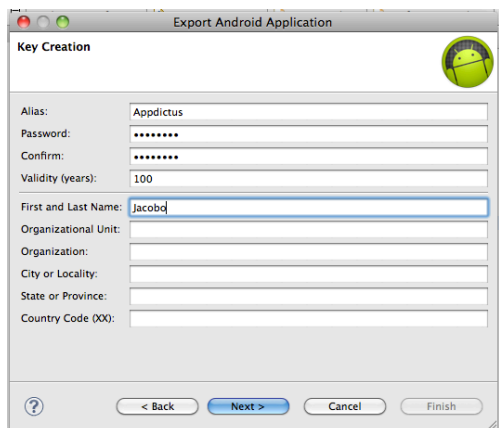 Export Android Application
Key Creation
Alias: Appdictus
Password: ••••••••
Confirm: ••••••••
Validity (years): 100
First and Last Name: Jacobo
Organizational Unit:
Organization:
City or Locality:
State or Province:
Country Code (XX):
? < Back Next > Cancel Finish